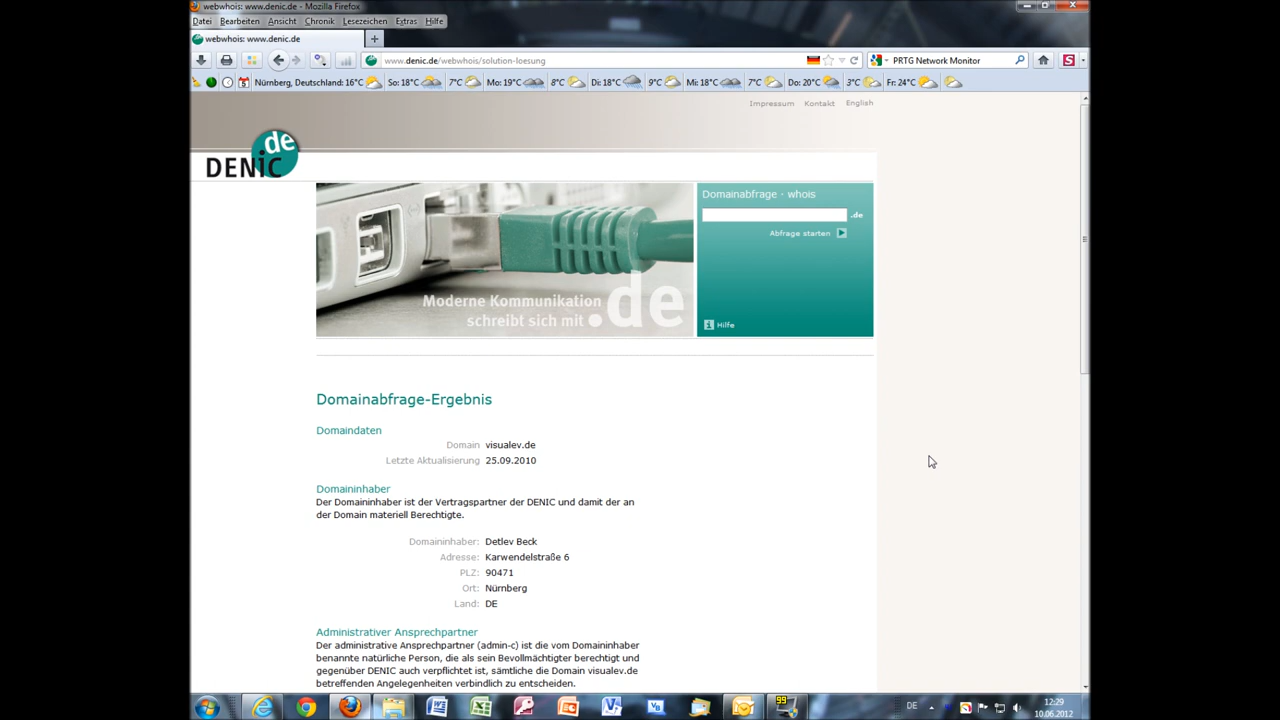 webwhois: www.denic.de - Mozilla Firefox
Datei Bearbeiten Ansicht Chronik Lesezeichen Extras Hilfe
webwhois: www.denic.de
www.denic.de/webwhois/solution-loesung
PRTG Network Monitor
Nürnberg, Deutschland: 16°C So: 18°C 7°C Mo: 19°C 8°C Di: 18°C 9°C Mi: 18°C 7°C Do: 20°C 3°C Fr: 24°C
Impressum Kontakt English
DENiC de
Domainabfrage - whois
.de
Abfrage starten
Moderne Kommunikation
schreibt sich mit .de
Hilfe
Domainabfrage-Ergebnis
Domaindaten
Domain visualev.de
Letzte Aktualisierung 25.09.2010
Domaininhaber
Der Domaininhaber ist der Vertragspartner der DENIC und damit der an
der Domain materiell Berechtigte.
Domaininhaber: Detlev Beck
Adresse: Karwendelstraße 6
PLZ: 90471
Ort: Nürnberg
Land: DE
Administrativer Ansprechpartner
Der administrative Ansprechpartner (admin-c) ist die vom Domaininhaber
benannte natürliche Person, die als sein Bevollmächtigter berechtigt und
gegenüber DENIC auch verpflichtet ist, sämtliche die Domain visualev.de
betreffenden Angelegenheiten verbindlich zu entscheiden.
DE
12:29
10.06.2012